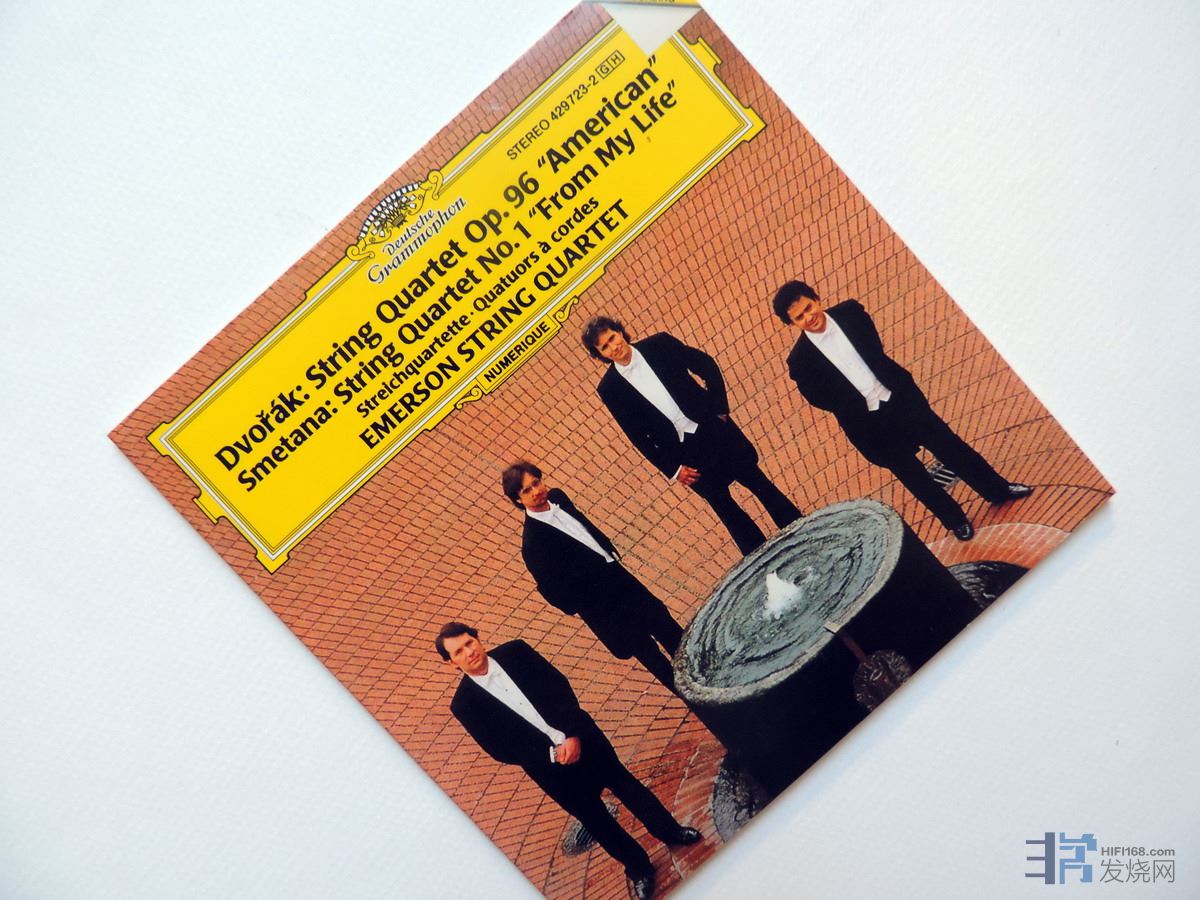 STEREO 429 723-2 GH
Deutsche
Grammophon
Dvořák: String Quartet Op. 96 “American”
Smetana: String Quartet No. 1 “From My Life”
Streichquartette · Quatuors à cordes
EMERSON STRING QUARTET
NUMERIQUE
HIFI168.com
发烧网